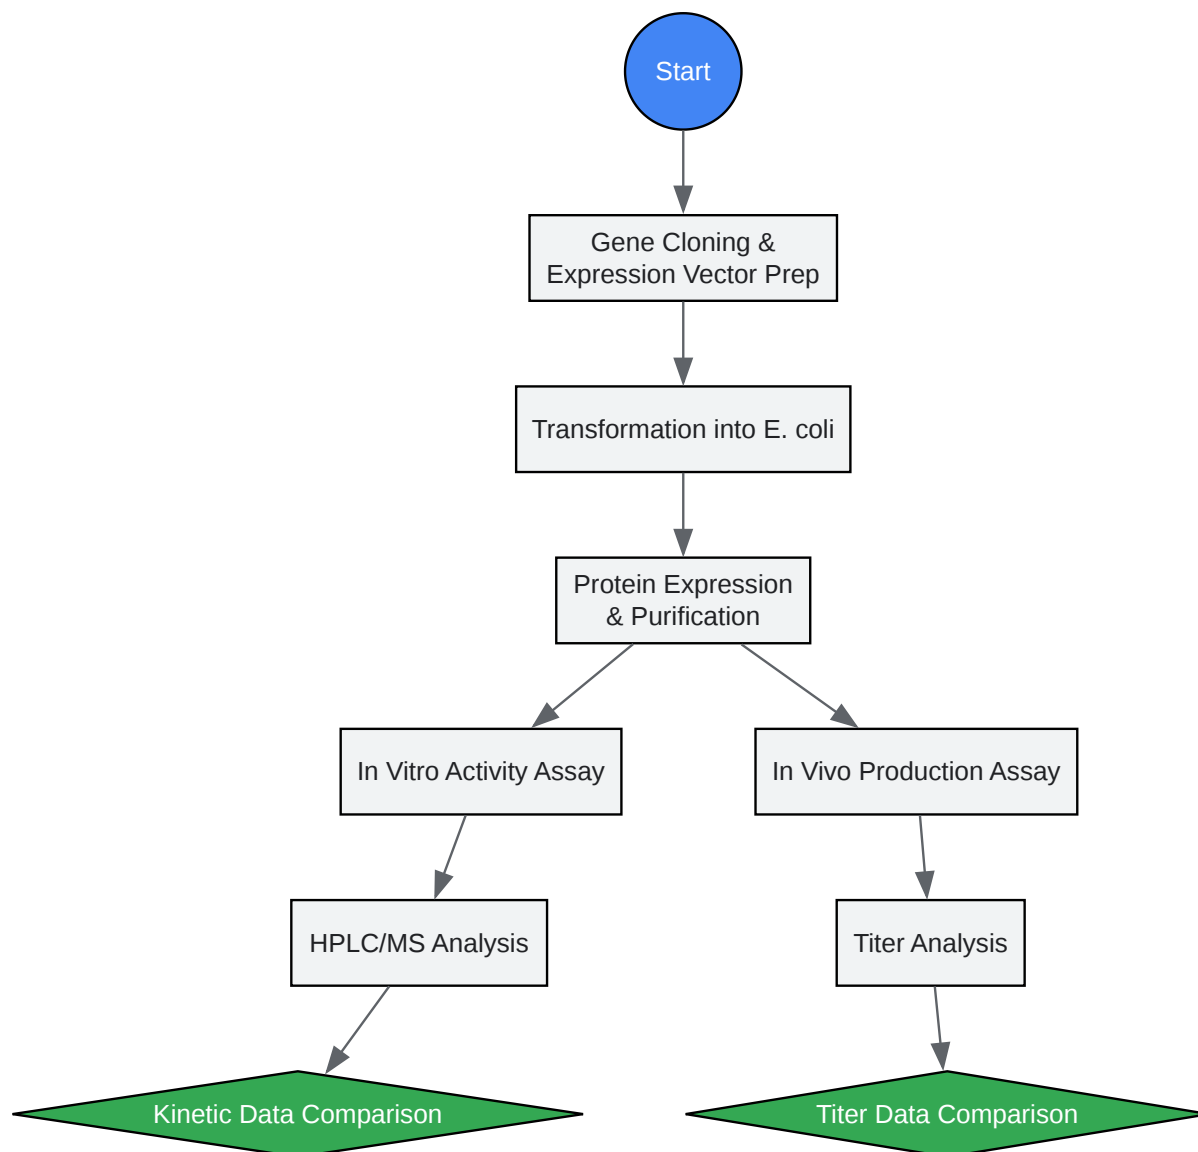 Start
Gene Cloning &
Expression Vector Prep
Transformation into E. coli
Protein Expression
& Purification
In Vitro Activity Assay
In Vivo Production Assay
HPLC/MS Analysis
Titer Analysis
Kinetic Data Comparison
Titer Data Comparison